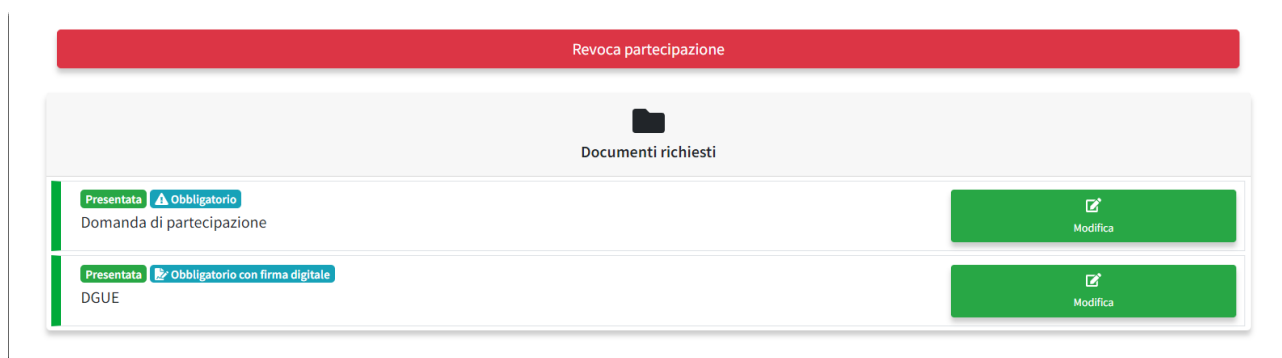 Revoca partecipazione
Documenti richiesti
Presentata Obbligatorio
Domanda di partecipazione
Modifica
Presentata Obbligatorio con firma digitale
DGUE
Modifica